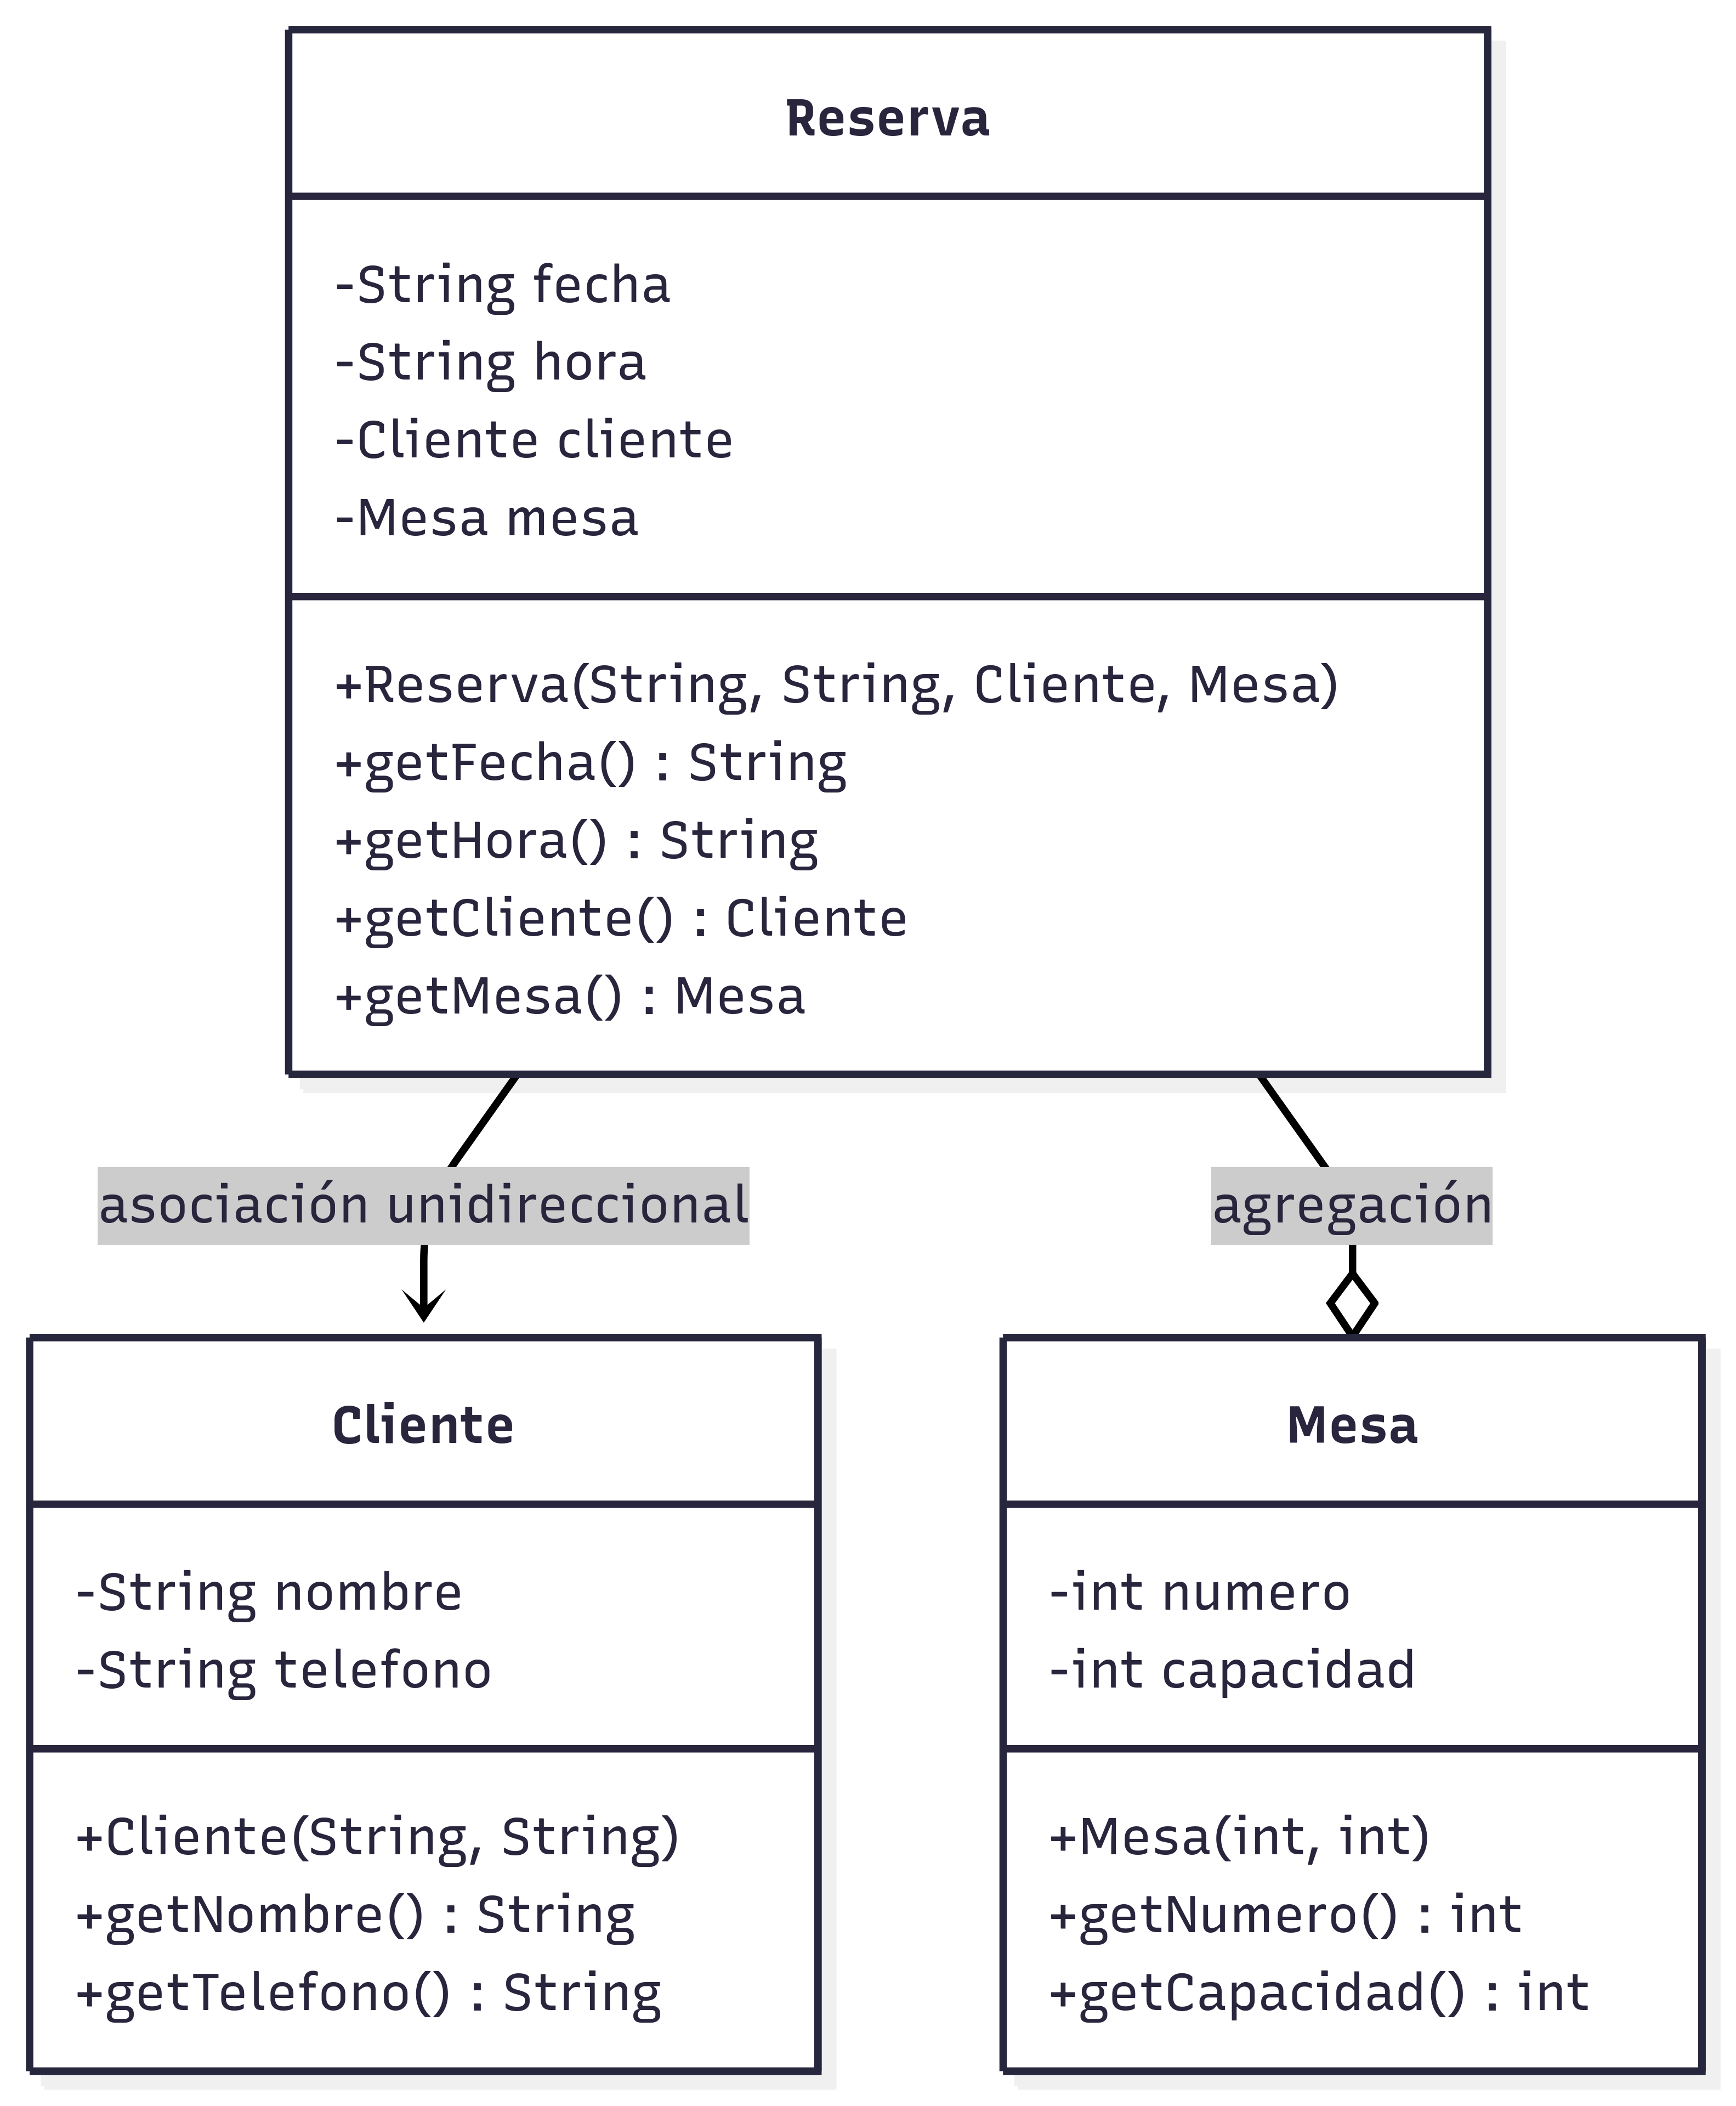 Reserva
-String fecha
-String hora
-Cliente cliente
-Mesa mesa
+Reserva(String, String, Cliente, Mesa)
+getFecha() : String
+getHora() : String
+getCliente() : Cliente
+getMesa() : Mesa
asociación unidireccional
agregación
Cliente
-String nombre
-String telefono
+Cliente(String, String)
+getNombre() : String
+getTelefono() : String
Mesa
-int numero
-int capacidad
+Mesa(int, int)
+getNumero() : int
+getCapacidad() : int